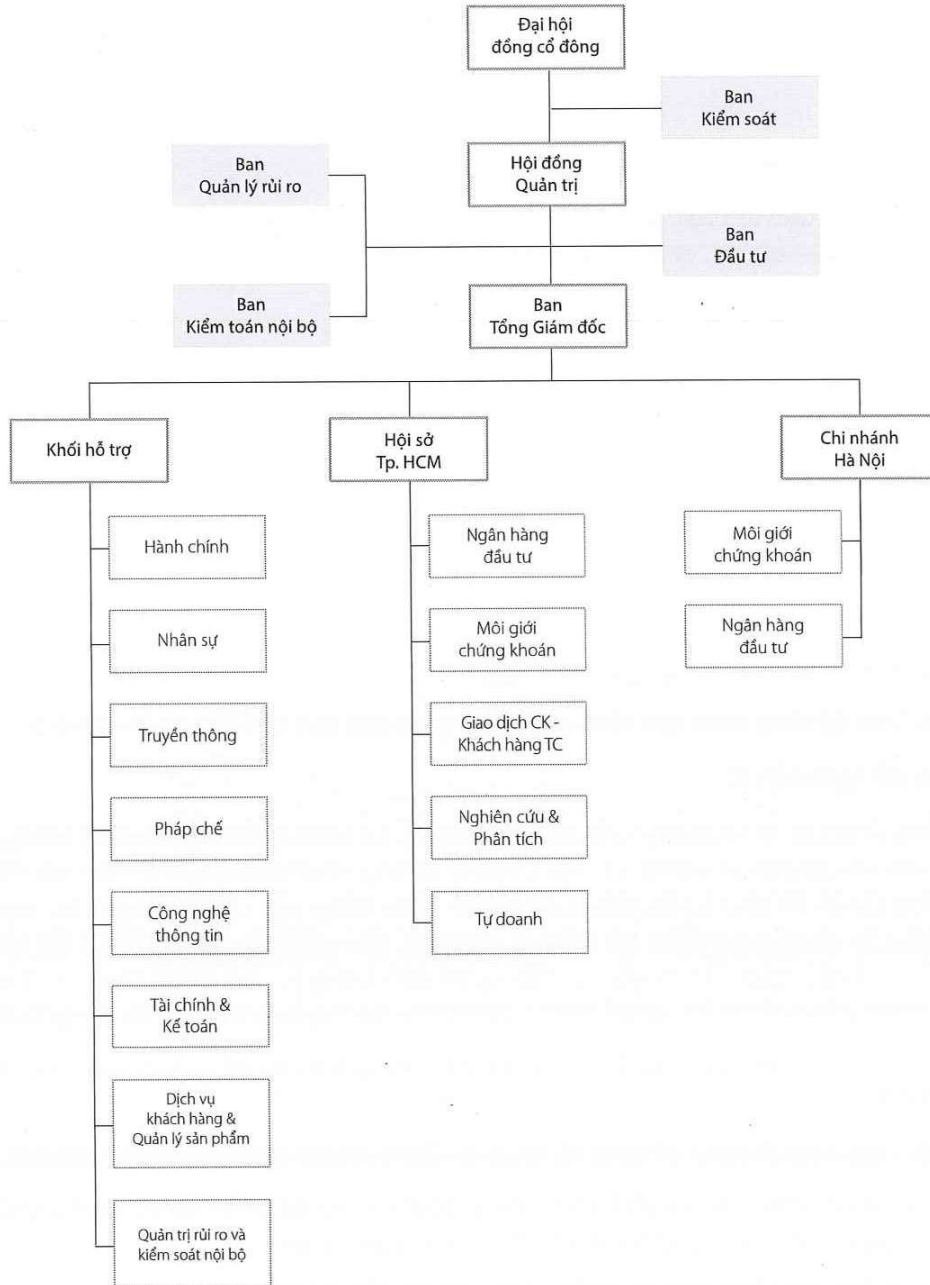 Đại hội
đồng cổ đông
Ban
Kiểm soát
Hội đồng
Quản trị
Ban
Quản lý rủi ro
Ban
Đầu tư
Ban
Kiểm toán nội bộ
Ban
Tổng Giám đốc
Khối hỗ trợ
Hành chính
Nhân sự
Truyền thông
Pháp chế
Công nghệ
thông tin
Tài chính &
Kế toán
Dịch vụ
khách hàng &
Quản lý sản phẩm
Quản trị rủi ro và
kiểm soát nội bộ
Hội sở
Tp. HCM
Ngân hàng
đầu tư
Môi giới
chứng khoán
Giao dịch CK -
Khách hàng TC
Nghiên cứu &
Phân tích
Tự doanh
Chi nhánh
Hà Nội
Môi giới
chứng khoán
Ngân hàng
đầu tư